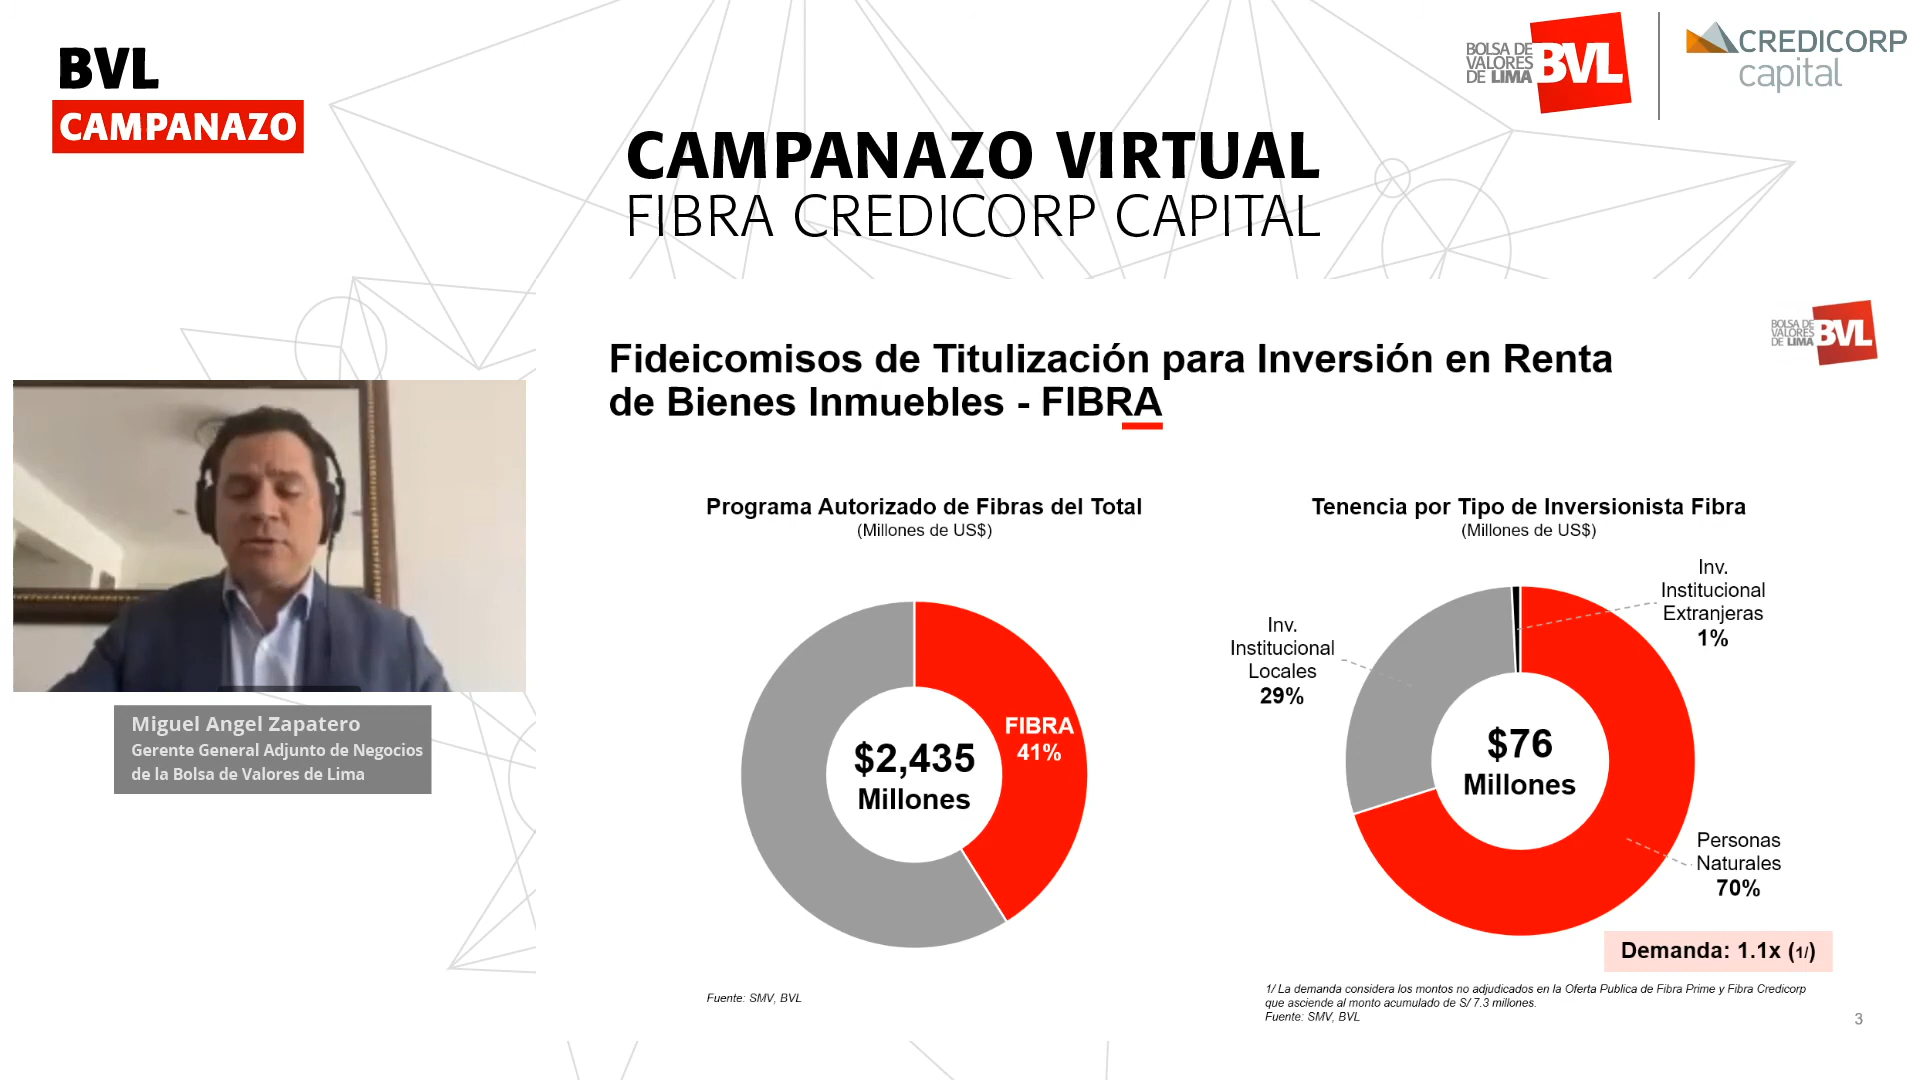 BVL
CAMPANAZO
BOLSA DE
VALORES
DE LIMA
BVL
CREDICORP
capital
CAMPANAZO VIRTUAL
FIBRA CREDICORP CAPITAL
BOLSA DE
VALORES
DE LIMA
BVL
Fideicomisos de Titulización para Inversión en Renta
de Bienes Inmuebles - FIBRA
Miguel Angel Zapatero
Gerente General Adjunto de Negocios
de la Bolsa de Valores de Lima
Programa Autorizado de Fibras del Total
(Millones de US$)
FIBRA
41%
$2,435
Millones
Fuente: SMV, BVL
Tenencia por Tipo de Inversionista Fibra
(Millones de US$)
Inv.
Institucional
Extranjeras
1%
Inv.
Institucional
Locales
29%
$76
Millones
Personas
Naturales
70%
Demanda: 1.1x (1/)
1/ La demanda considera los montos no adjudicados en la Oferta Publica de Fibra Prime y Fibra Credicorp
que asciende al monto acumulado de S/ 7.3 millones.
Fuente: SMV, BVL
3